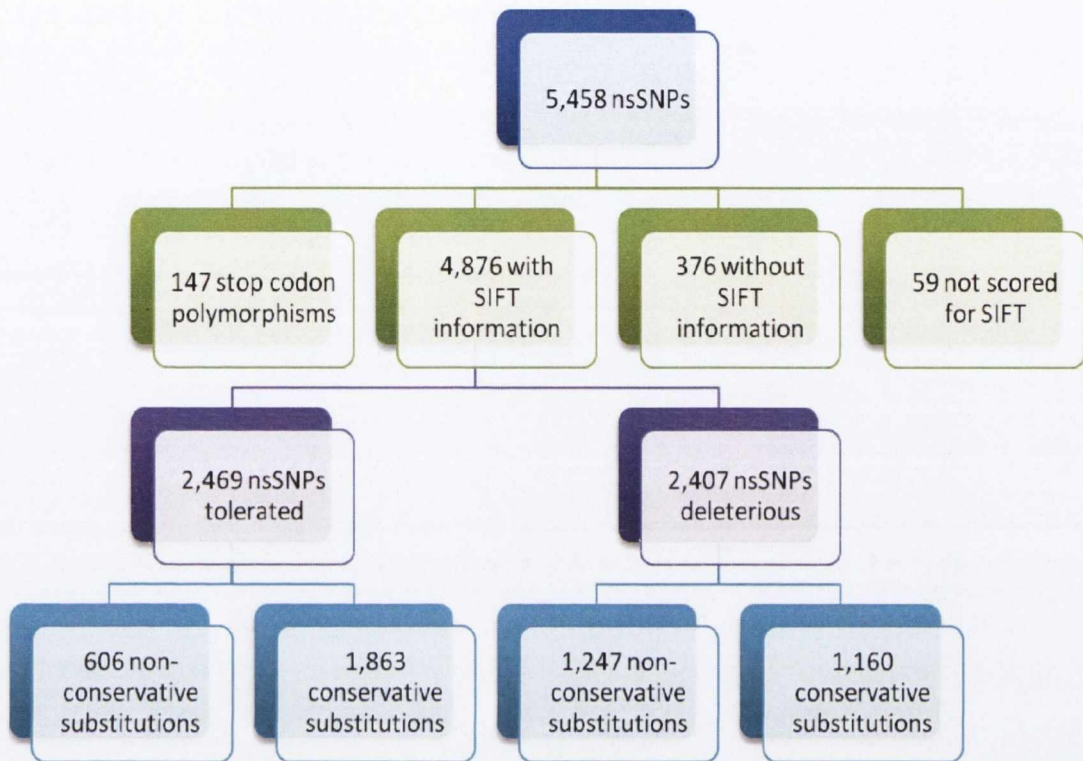 5,458 nsSNPs
147 stop codon
polymorphisms
4,876 with
SIFT
information
376 without
SIFT
information
59 not scored
for SIFT
2,469 nsSNPs
tolerated
2,407 nsSNPs
deleterious
606 non-
conservative
substitutions
1,863
conservative
substitutions
1,247 non-
conservative
substitutions
1,160
conservative
substitutions